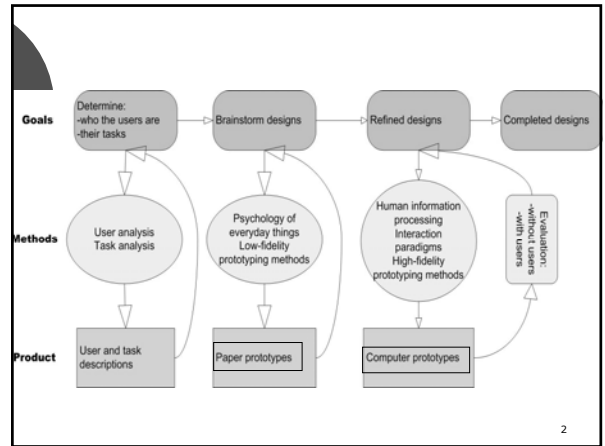 Goals
Determine:
-who the users are
-their tasks
Brainstorm designs
Refined designs
Completed designs
Methods
User analysis
Task analysis
Psychology of
everyday things
Low-fidelity
prototyping methods
Human information
processing
Interaction
paradigms
High-fidelity
prototyping methods
Evaluation:
-without users
-with users
Product
User and task
descriptions
Paper prototypes
Computer prototypes
2